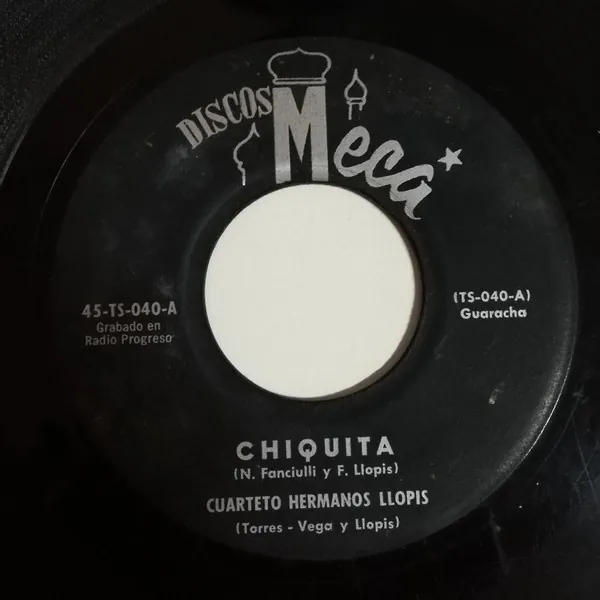 DISCOS
Meca
45-TS-040-A
Grabado en
Radio Progreso
(TS-040-A)
Guaracha
CHIQUITA
(N. Fanciulli y F. Llopis)
CUARTETO HERMANOS LLOPIS
(Torres - Vega y Llopis)